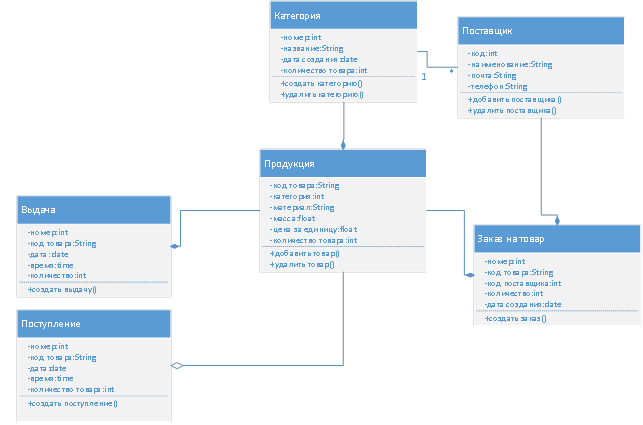 Категория
-номер:int
-название:String
-дата создания:date
-количество товара:int
+создать категорию()
+удалить категорию()
1
*
Поставщик
-код:int
-наименование:String
-почта:String
-телефон:String
+добавить поставщика()
+удалить поставщика()
Продукция
-код товара:String
-категория:int
-материал:String
-масса:float
-цена за единицу:float
-количество товара:int
+добавить товар()
+удалить товар()
Выдача
-номер:int
-код товара:String
-дата:date
-время:time
-количество:int
+создать выдачу()
Заказ на товар
-номер:int
-код товара:String
-код поставщика:int
-количество:int
-дата создания:date
+создать заказ()
Поступление
-номер:int
-код товара:String
-дата:date
-время:time
-количество товара:int
+создать поступление()